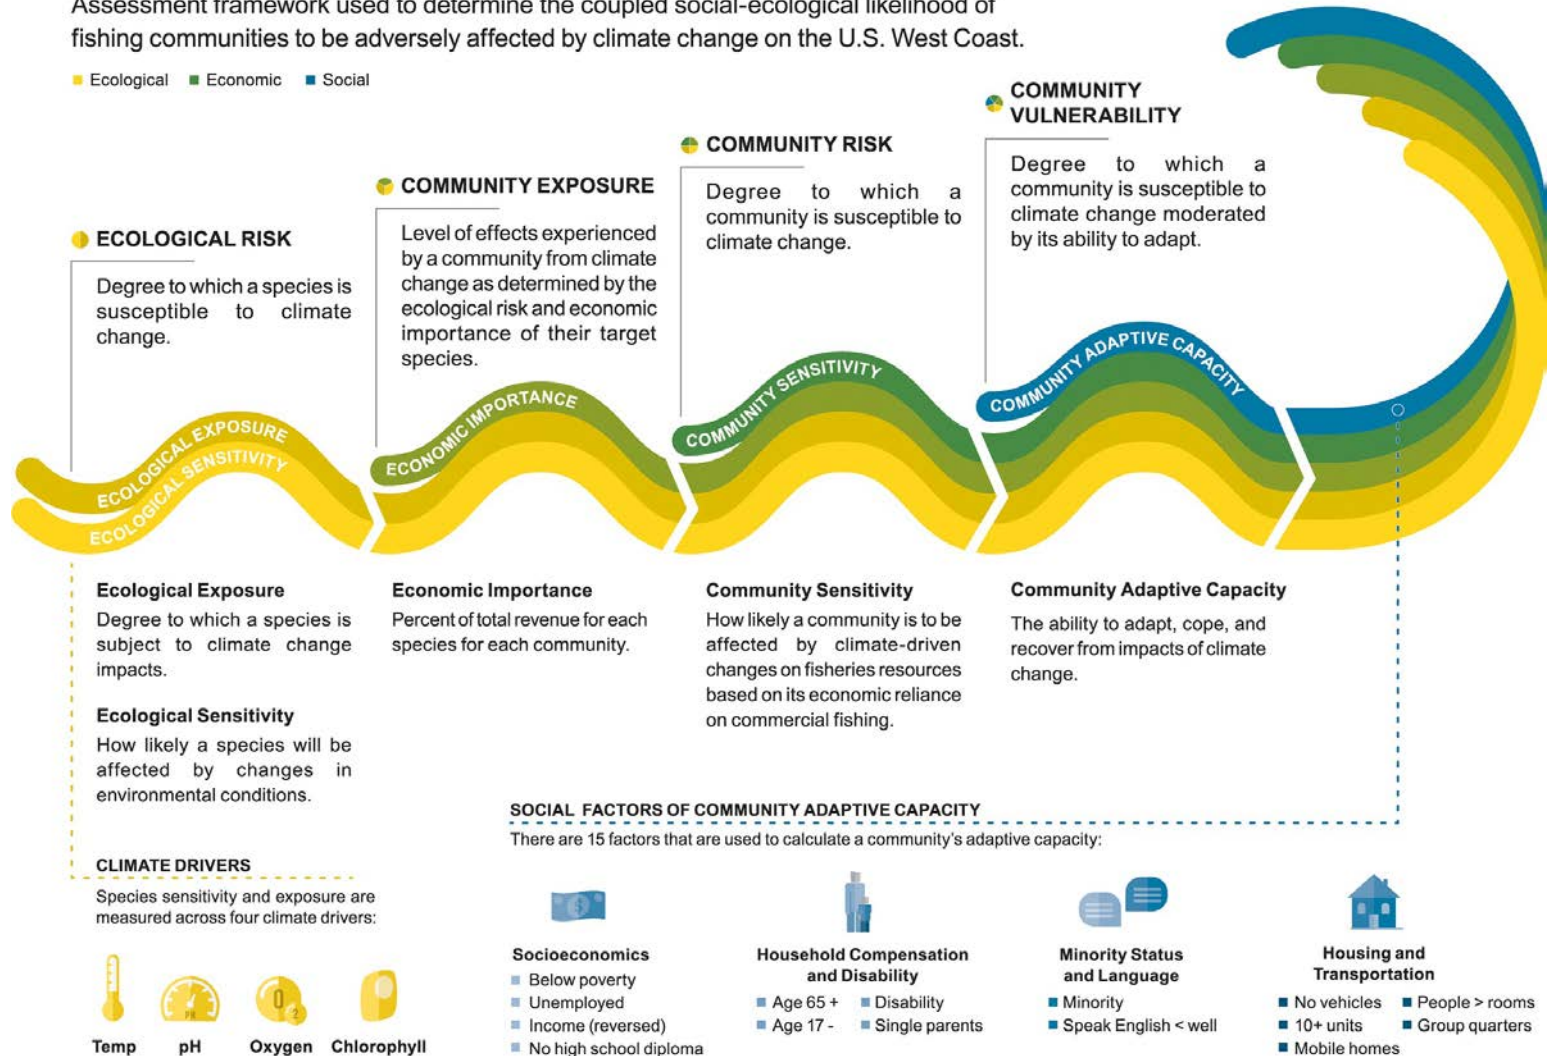 Assessment framework used to determine the coupled social-ecological likelihood of
fishing communities to be adversely affected by climate change on the U.S. West Coast.
Ecological Economic Social
ECOLOGICAL RISK
Degree to which a species is
susceptible to climate
change.
COMMUNITY EXPOSURE
Level of effects experienced
by a community from climate
change as determined by the
ecological risk and economic
importance of their target
species.
COMMUNITY RISK
Degree to which a
community is susceptible to
climate change.
COMMUNITY
VULNERABILITY
Degree to which a
community is susceptible to
climate change moderated
by its ability to adapt.
ECOLOGICAL EXPOSURE
ECOLOGICAL SENSITIVITY
ECONOMIC IMPORTANCE
COMMUNITY SENSITIVITY
COMMUNITY ADAPTIVE CAPACITY
Ecological Exposure
Degree to which a species is
subject to climate change
impacts.
Ecological Sensitivity
How likely a species will be
affected by changes in
environmental conditions.
Economic Importance
Percent of total revenue for each
species for each community.
Community Sensitivity
How likely a community is to be
affected by climate-driven
changes on fisheries resources
based on its economic reliance
on commercial fishing.
Community Adaptive Capacity
The ability to adapt, cope, and
recover from impacts of climate
change.
CLIMATE DRIVERS
Species sensitivity and exposure are
measured across four climate drivers:
PH
O2
Temp pH Oxygen Chlorophyll
SOCIAL FACTORS OF COMMUNITY ADAPTIVE CAPACITY
There are 15 factors that are used to calculate a community's adaptive capacity:
$
Socioeconomics
Below poverty
Unemployed
Income (reversed)
No high school diploma
Household Compensation
and Disability
Age 65 + Disability
Age 17 - Single parents
Minority Status
and Language
Minority
Speak English < well
Housing and
Transportation
No vehicles People > rooms
10+ units Group quarters
Mobile homes